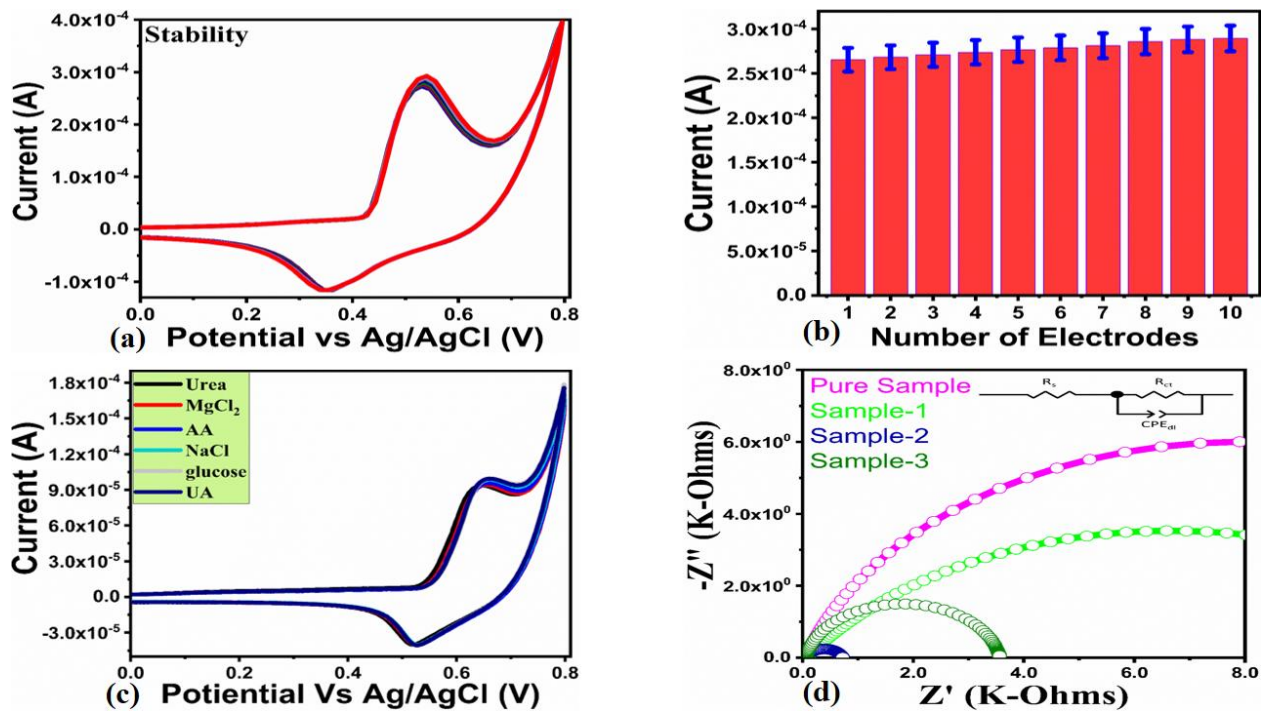 Stability
Current (A)
4.0x10⁻⁴
3.0x10⁻⁴
2.0x10⁻⁴
1.0x10⁻⁴
0.0
-1.0x10⁻⁴
0.0 0.2 0.4 0.6 0.8
(a) Potential vs Ag/AgCl (V)
Current (A)
3.0x10⁻⁴
2.5x10⁻⁴
2.0x10⁻⁴
1.0x10⁻⁴
1.0x10⁻⁴
5.0x10⁻⁵
0.0
1 2 3 4 5 6 7 8 9 10
(b) Number of Electrodes
Current (A)
1.8x10⁻⁴
1.5x10⁻⁴
1.2x10⁻⁴
9.0x10⁻⁵
6.0x10⁻⁵
3.0x10⁻⁵
0.0
-3.0x10⁻⁵
Urea
MgCl₂
AA
NaCl
glucose
UA
0.0 0.2 0.4 0.6 0.8
(c) Potiential Vs Ag/AgCl (V)
-Z'' (K-Ohms)
8.0x10⁰
6.0x10⁰
4.0x10⁰
2.0x10⁰
0.0
Pure Sample
Sample-1
Sample-2
Sample-3
Rs Rct
CPEdl
0.0 2.0 4.0 6.0 8.0
Z' (K-Ohms) (d)